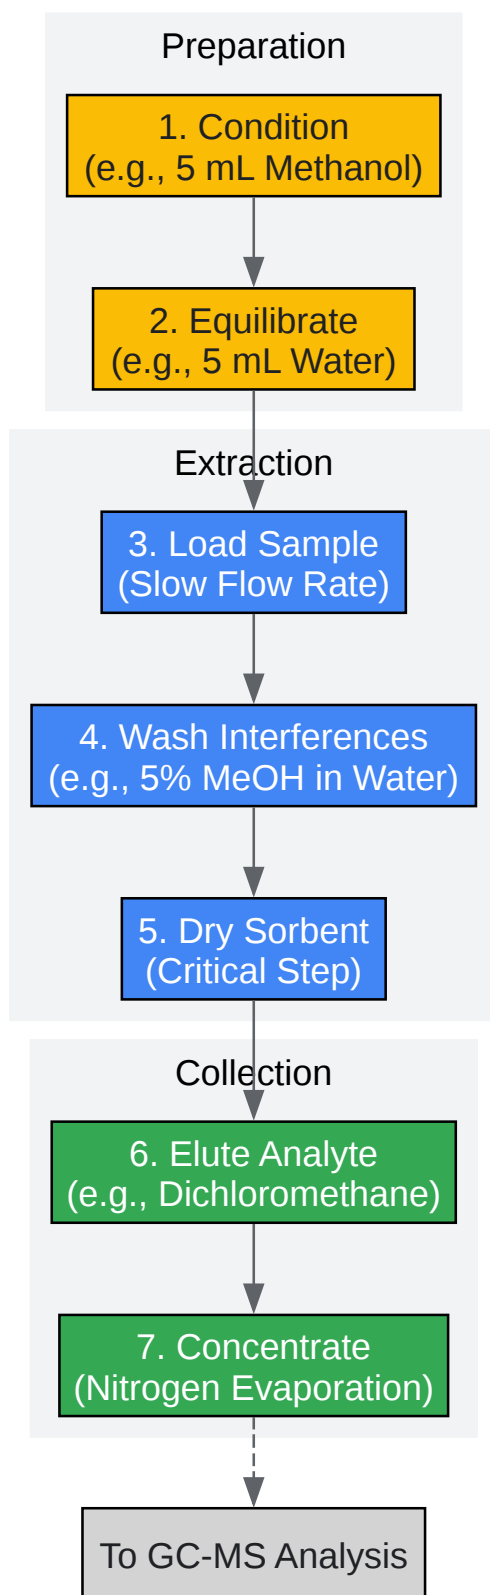 Preparation
1. Condition
(e.g., 5 mL Methanol)
2. Equilibrate
(e.g., 5 mL Water)
Extraction
3. Load Sample
(Slow Flow Rate)
4. Wash Interferences
(e.g., 5% MeOH in Water)
5. Dry Sorbent
(Critical Step)
Collection
6. Elute Analyte
(e.g., Dichloromethane)
7. Concentrate
(Nitrogen Evaporation)
To GC-MS Analysis